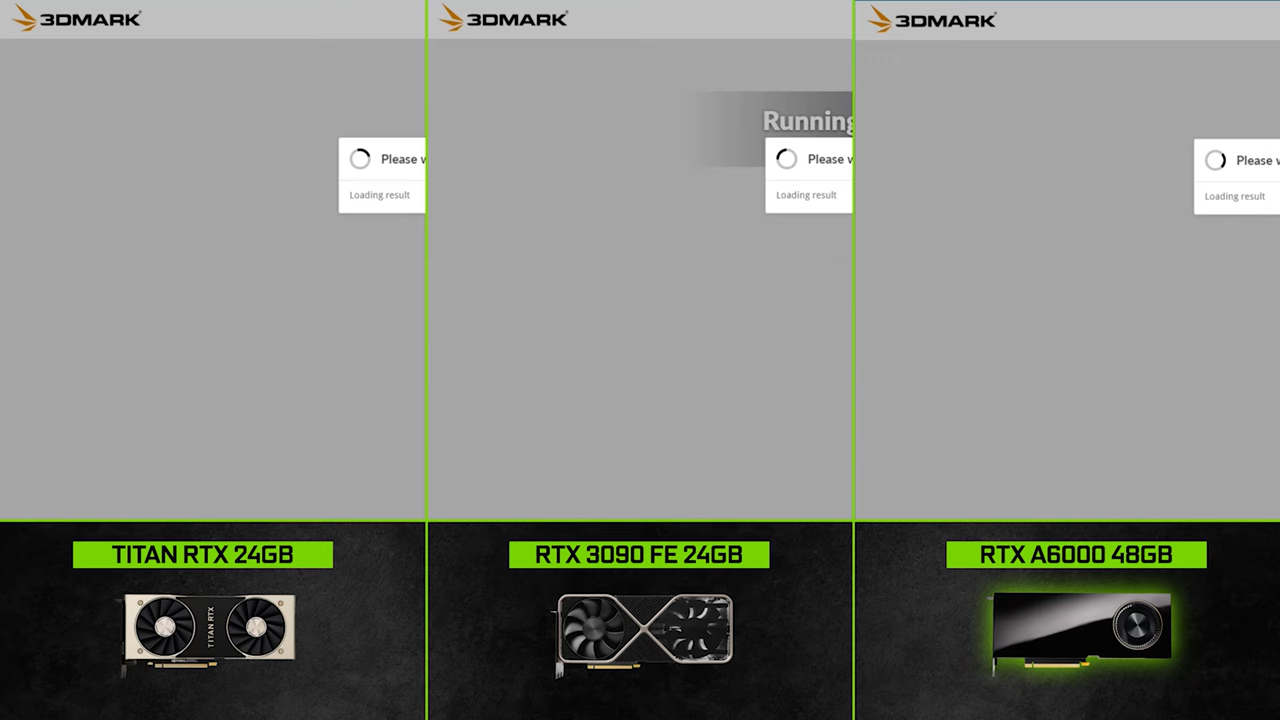 3DMARK
Please w
Loading result
3DMARK
Running
Please w
Loading result
3DMARK
Please w
Loading result
TITAN RTX 24GB
TITAN RTX
RTX 3090 FE 24GB
RTX A6000 48GB